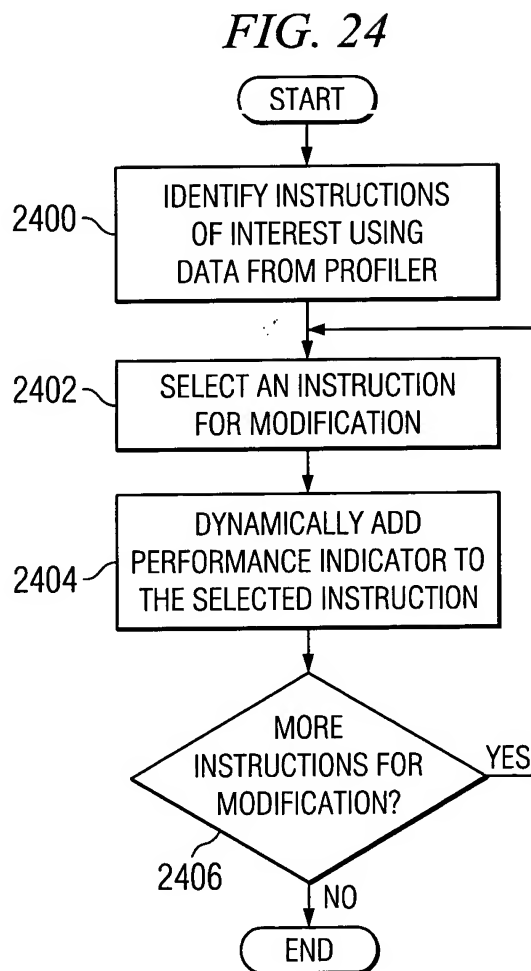 FIG. 24
START
2400
IDENTIFY INSTRUCTIONS
OF INTEREST USING
DATA FROM PROFILER
2402
SELECT AN INSTRUCTION
FOR MODIFICATION
2404
DYNAMICALLY ADD
PERFORMANCE INDICATOR TO
THE SELECTED INSTRUCTION
MORE
INSTRUCTIONS FOR
MODIFICATION?
YES
2406
NO
END